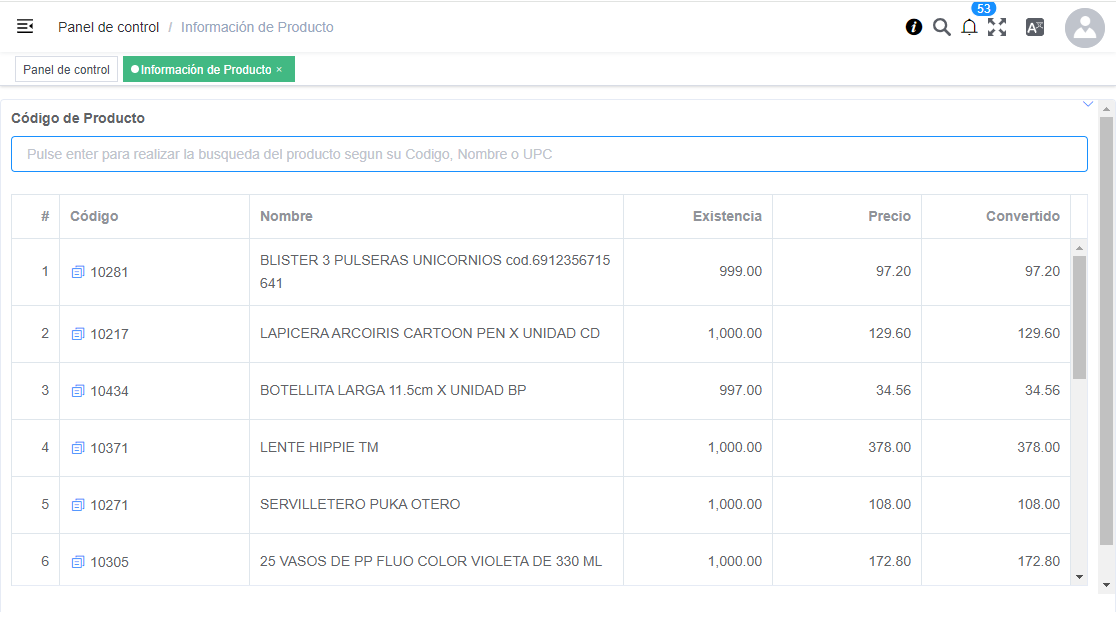 Panel de control / Información de Producto
53
Panel de control
Información de Producto ×
Código de Producto
Pulse enter para realizar la busqueda del producto segun su Codigo, Nombre o UPC
# Código Nombre Existencia Precio Convertido
1 10281 BLISTER 3 PULSERAS UNICORNIOS cod.6912356715
641 999.00 97.20 97.20
2 10217 LAPICERA ARCOIRIS CARTOON PEN X UNIDAD CD 1,000.00 129.60 129.60
3 10434 BOTELLITA LARGA 11.5cm X UNIDAD BP 997.00 34.56 34.56
4 10371 LENTE HIPPIE TM 1,000.00 378.00 378.00
5 10271 SERVILLETERO PUKA OTERO 1,000.00 108.00 108.00
6 10305 25 VASOS DE PP FLUO COLOR VIOLETA DE 330 ML 1,000.00 172.80 172.80